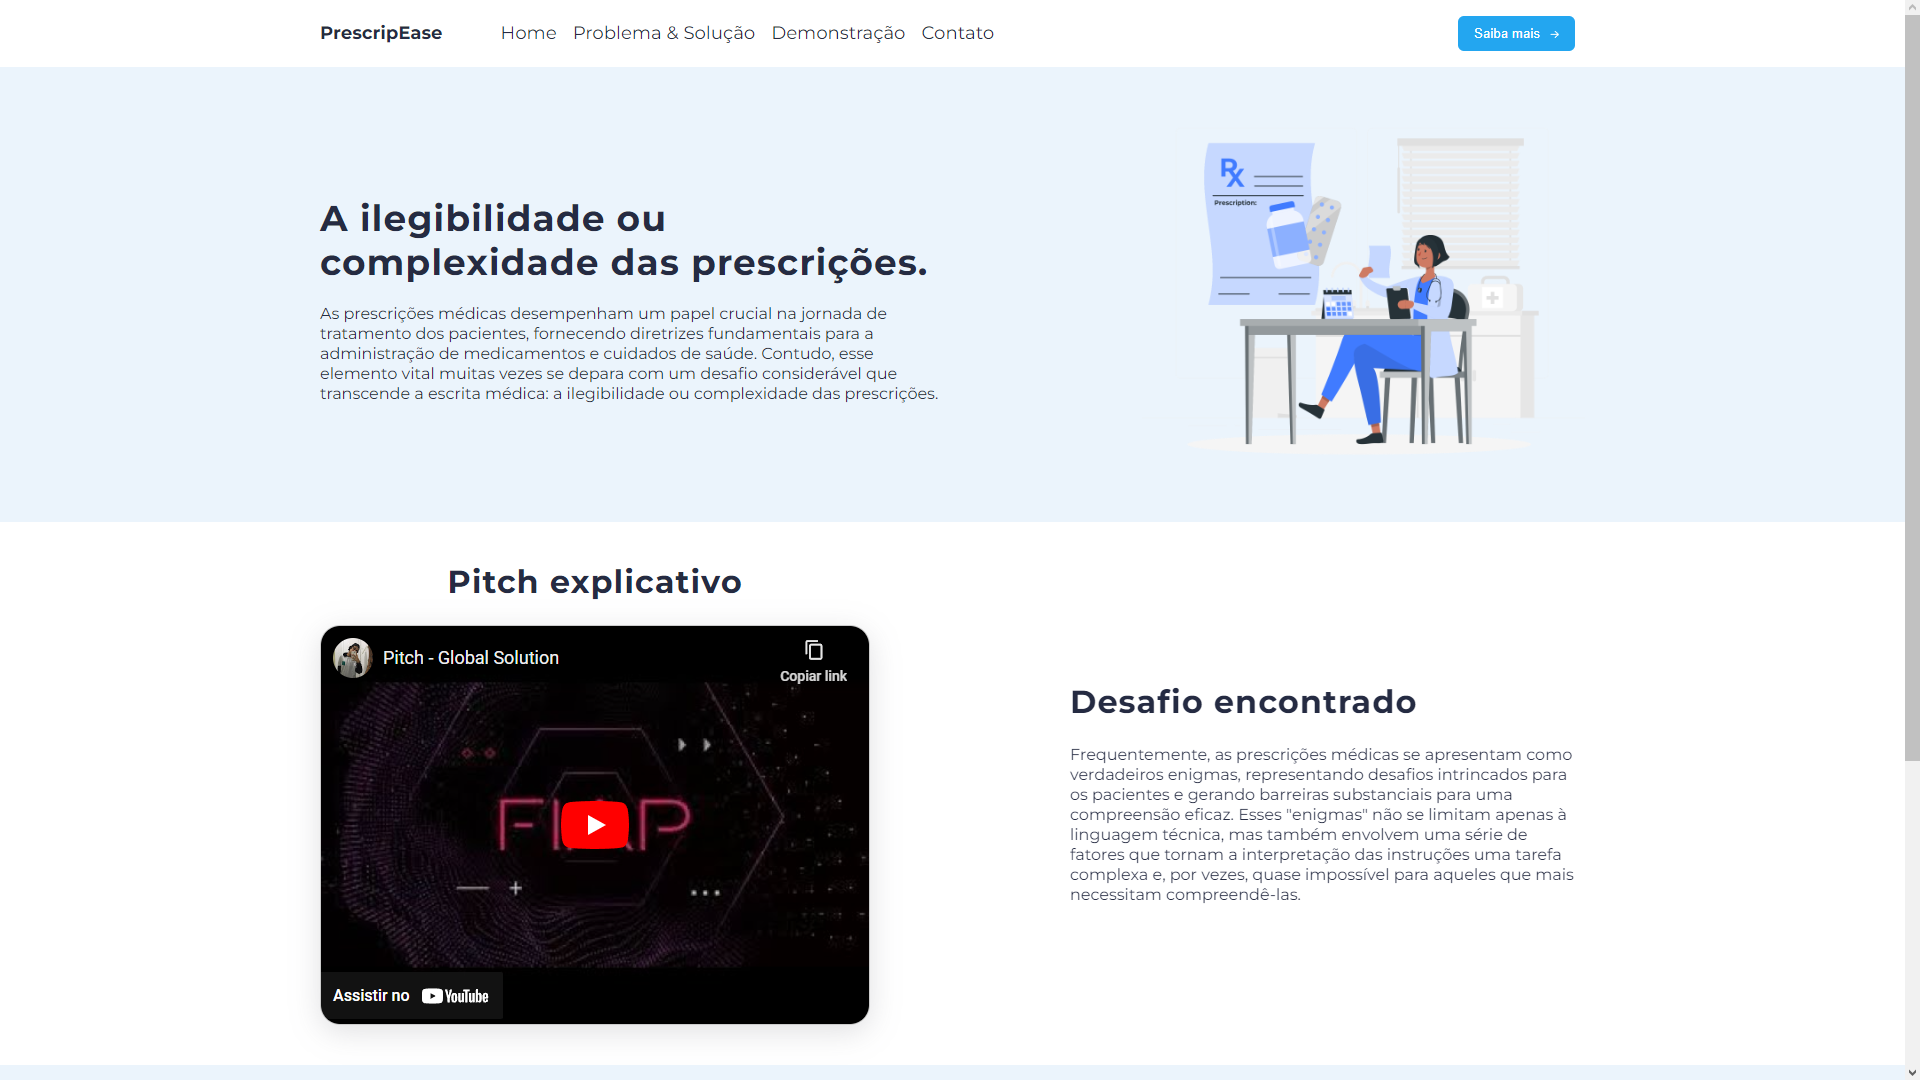 PrescripEase
Home
Problema & Solução
Demonstração
Contato
Saiba mais →
A ilegibilidade ou
complexidade das prescrições.
As prescrições médicas desempenham um papel crucial na jornada de
tratamento dos pacientes, fornecendo diretrizes fundamentais para a
administração de medicamentos e cuidados de saúde. Contudo, esse
elemento vital muitas vezes se depara com um desafio considerável que
transcende a escrita médica: a ilegibilidade ou complexidade das prescrições.
Rx
Prescription:
Pitch explicativo
Pitch - Global Solution
Copiar link
FIAP
Assistir no YouTube
Desafio encontrado
Frequentemente, as prescrições médicas se apresentam como
verdadeiros enigmas, representando desafios intrincados para
os pacientes e gerando barreiras substanciais para uma
compreensão eficaz. Esses "enigmas" não se limitam apenas à
linguagem técnica, mas também envolvem uma série de
fatores que tornam a interpretação das instruções uma tarefa
complexa e, por vezes, quase impossível para aqueles que mais
necessitam compreendê-las.